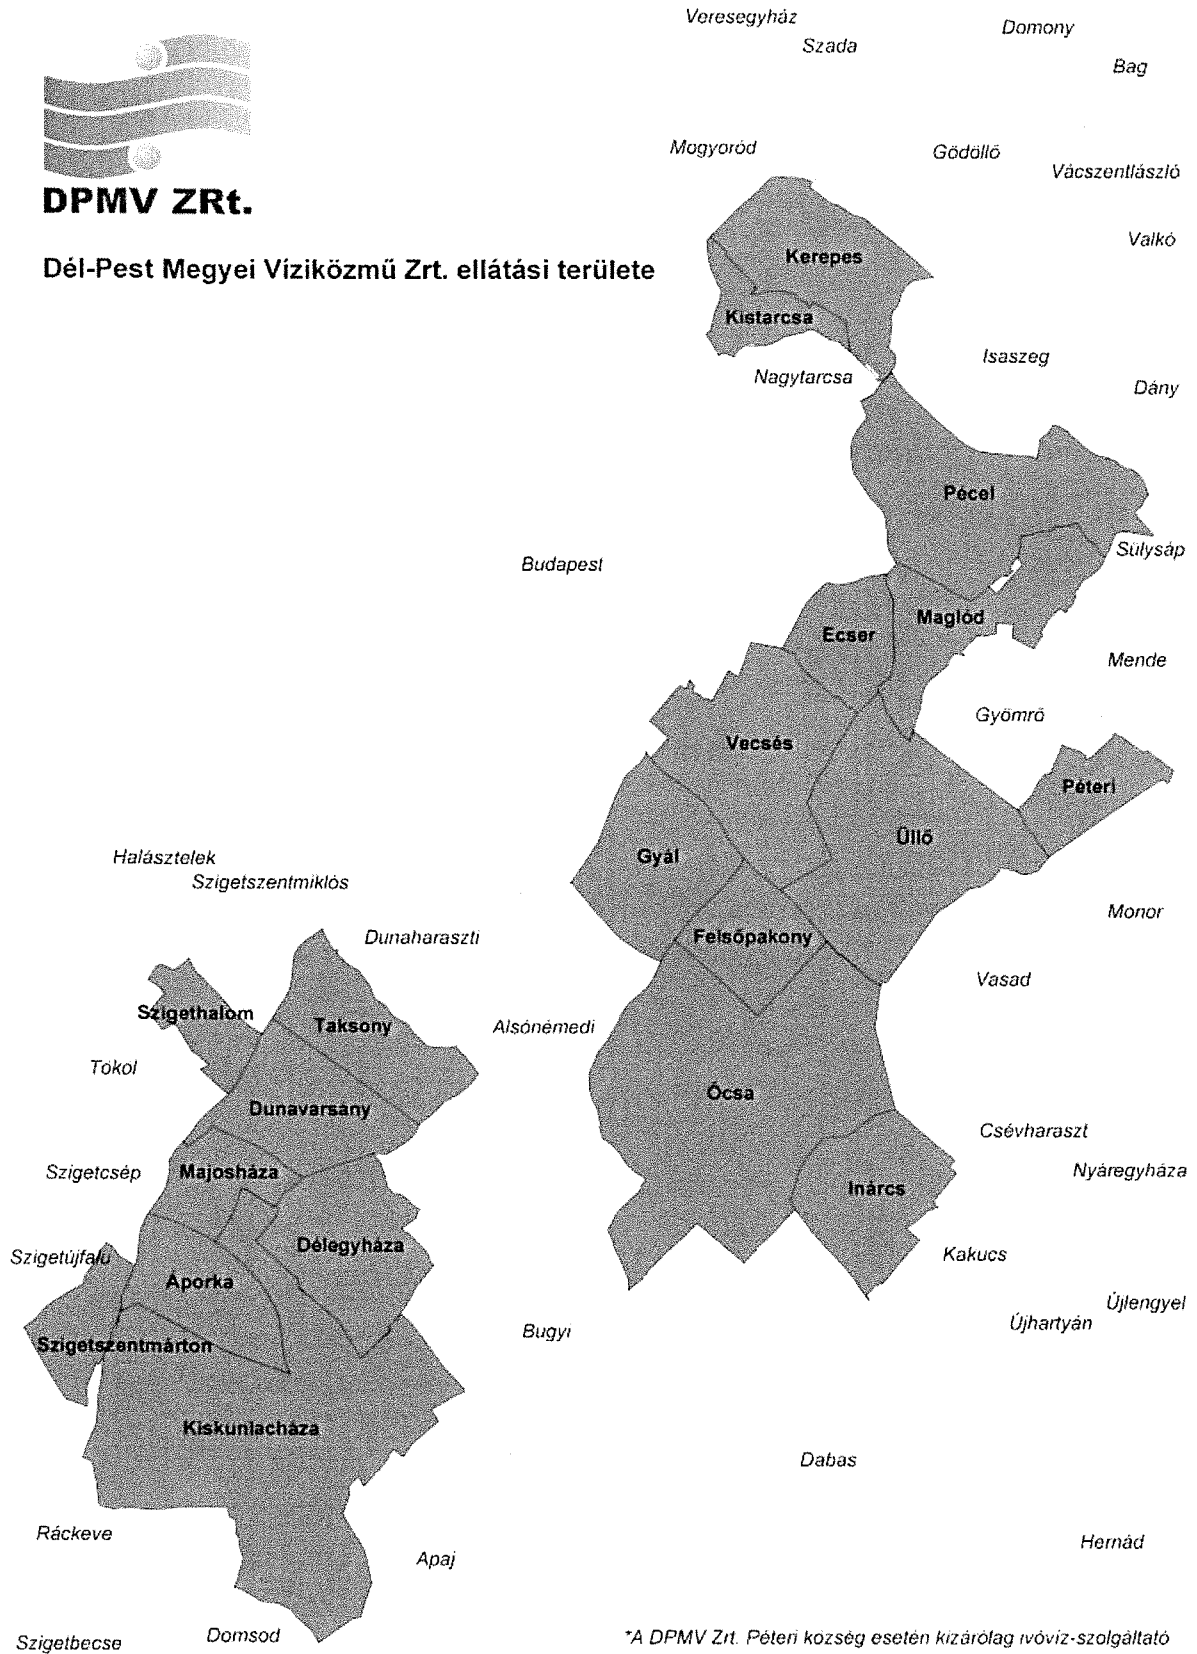 Veresegyház
Szada
Domony
Bag
DPMV ZRt.
Mogyoród
Gödöllő
Vácszentlászló
Valkó
Dél-Pest Megyei Víziközmű Zrt. ellátási területe
Kerepes
Kistarcsa
Isaszeg
Nagytarcsa
Dány
Pécel
Sülysáp
Budapest
Maglód
Ecser
Mende
Gyömrő
Vecsés
Péteri
Üllő
Gyál
Halásztelek
Szigetszentmiklós
Monor
Dunaharaszti
Felsőpakony
Vasad
Szigethalom
Taksony
Alsónémedi
Tököl
Ócsa
Dunavarsány
Csévharaszt
Majosháza
Szigetcsép
Nyáregyháza
Inárcs
Délegyháza
Szigetújfalu
Kakucs
Áporka
Újlengyel
Újhartyán
Bugyi
Szigetszentmárton
Kiskunlacháza
Dabas
Ráckeve
Hernád
Apaj
Domsod
Szigetbecse
*A DPMV Zrt. Péteri község esetén kizárólag ivóvíz-szolgáltató